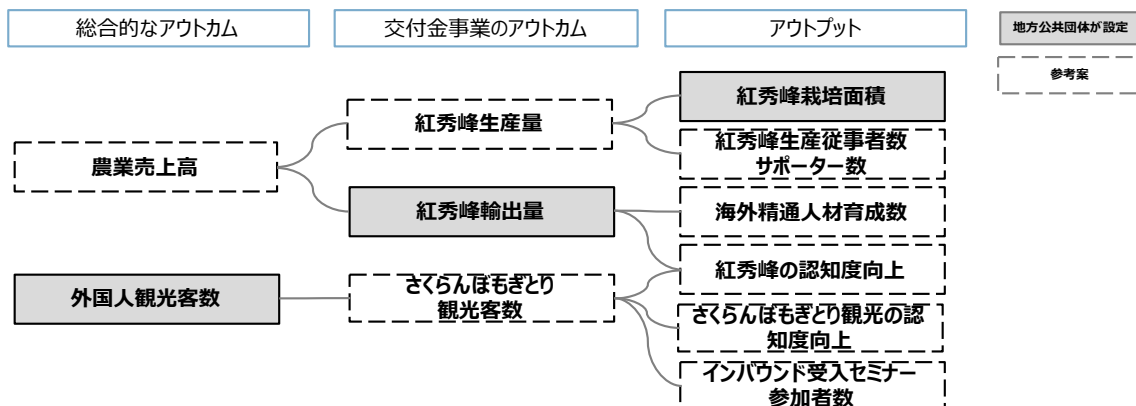 総合的なアウトカム
交付金事業のアウトカム
アウトプット
地方公共団体が設定
参考案
農業売上高
外国人観光客数
紅秀峰生産量
紅秀峰輸出量
さくらんぼもぎとり
観光客数
紅秀峰栽培面積
紅秀峰生産従事者数
サポーター数
海外精通人材育成数
紅秀峰の認知度向上
さくらんぼもぎとり観光の認
知度向上
インバウンド受入セミナー
参加者数